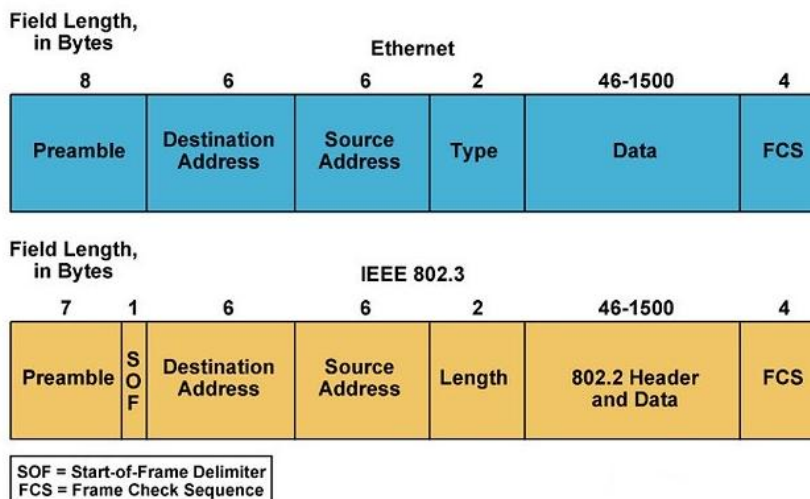 Field Length,
in Bytes
Ethernet
8 6 6 2 46-1500 4
Preamble Destination Address Source Address Type Data FCS
Field Length,
in Bytes
IEEE 802.3
7 1 6 6 2 46-1500 4
Preamble SOF Destination Address Source Address Length 802.2 Header and Data FCS
SOF = Start-of-Frame Delimiter
FCS = Frame Check Sequence